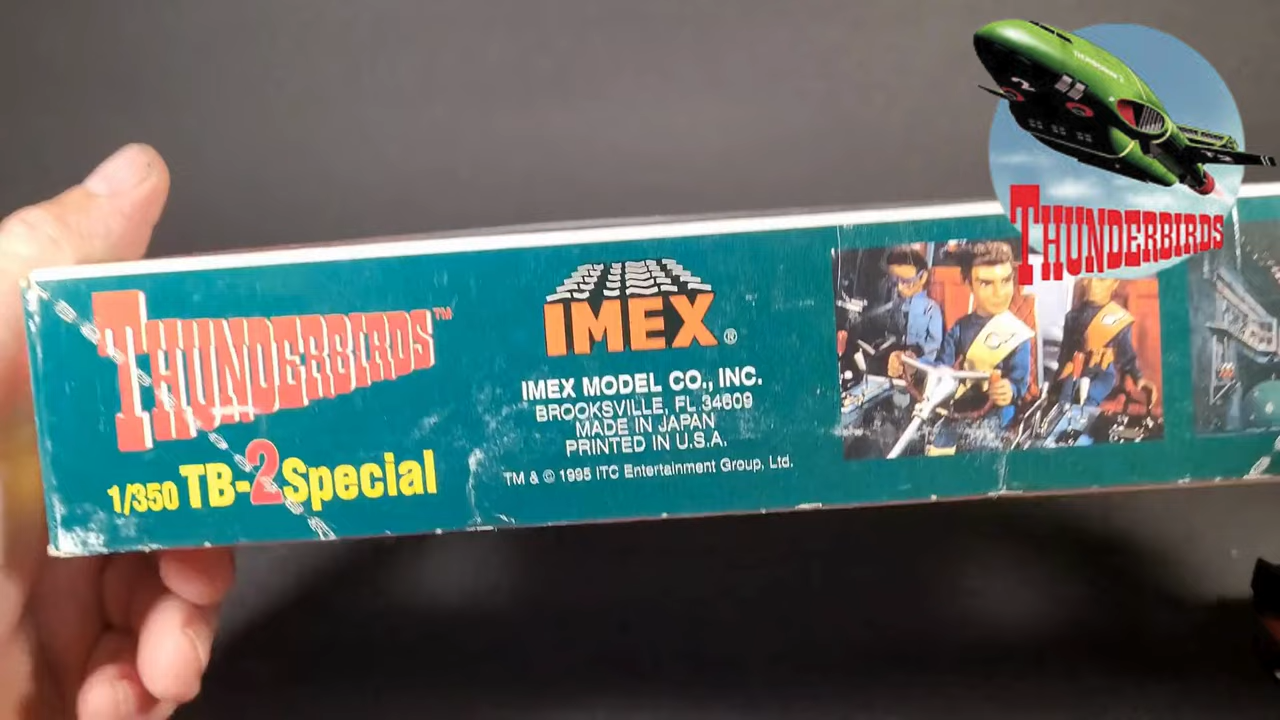 THUNDERBIRDS™
1/350 TB-2 Special
IMEX®
IMEX MODEL CO., INC.
BROOKSVILLE, FL.34609
MADE IN JAPAN
PRINTED IN U.S.A.
TM & © 1995 ITC Entertainment Group, Ltd.
THUNDERBIRDS